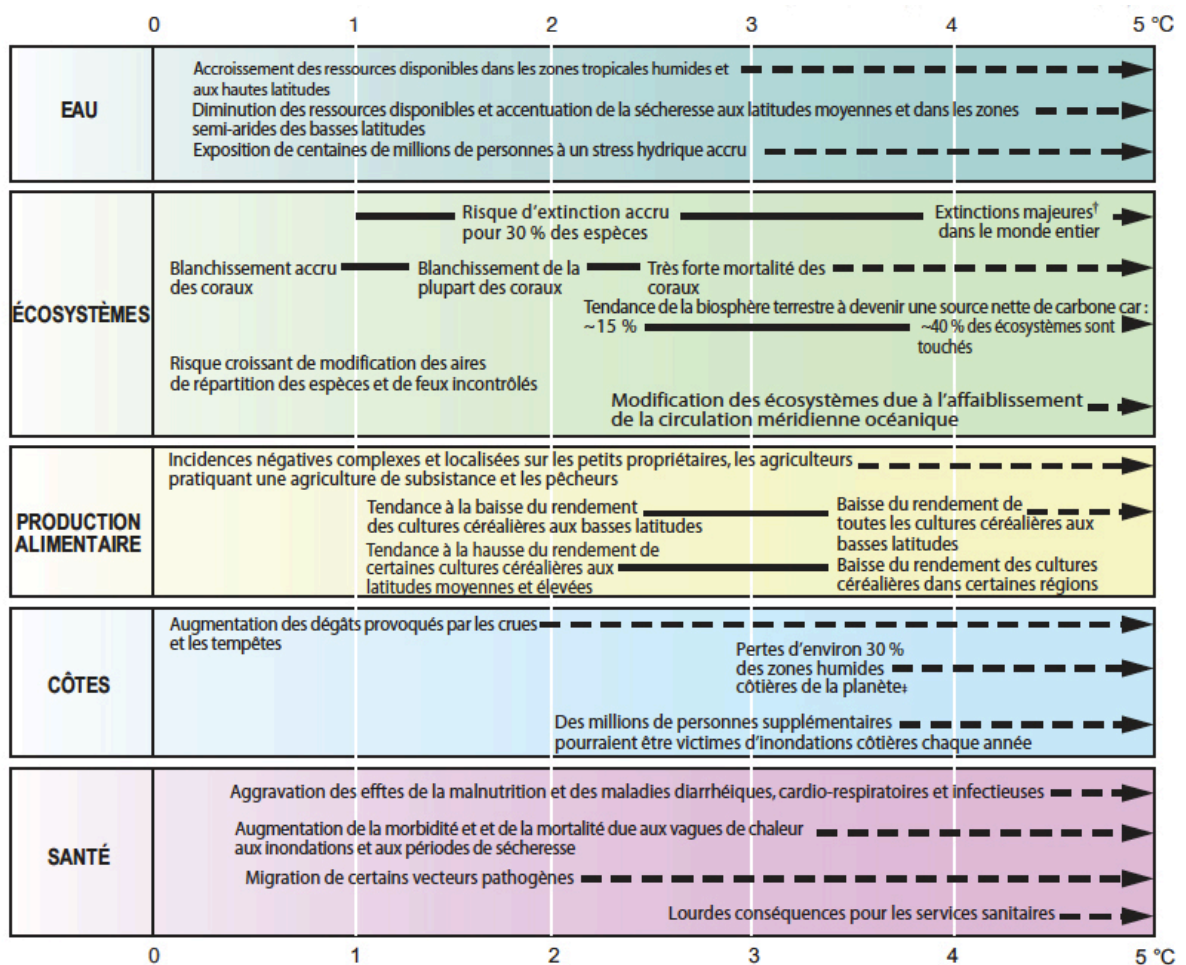 0 1 2 3 4 5 °C
EAU
Accroissement des ressources disponibles dans les zones tropicales humides et
aux hautes latitudes
Diminution des ressources disponibles et accentuation de la sécheresse aux latitudes moyennes et dans les zones
semi-arides des basses latitudes
Exposition de centaines de millions de personnes à un stress hydrique accru
ÉCOSYSTÈMES
Risque d'extinction accru
pour 30 % des espèces
Extinctions majeures†
dans le monde entier
Blanchissement accru
des coraux
Blanchissement de la
plupart des coraux
Très forte mortalité des
coraux
Tendance de la biosphère terrestre à devenir une source nette de carbone car :
~15 %
~40 % des écosystèmes sont
touchés
Risque croissant de modification des aires
de répartition des espèces et de feux incontrôlés
Modification des écosystèmes due à l'affaiblissement
de la circulation méridienne océanique
PRODUCTION
ALIMENTAIRE
Incidences négatives complexes et localisées sur les petits propriétaires, les agriculteurs
pratiquant une agriculture de subsistance et les pêcheurs
Tendance à la baisse du rendement
des cultures céréalières aux basses latitudes
Baisse du rendement de
toutes les cultures céréalières aux
basses latitudes
Tendance à la hausse du rendement de
certaines cultures céréalières aux
latitudes moyennes et élevées
Baisse du rendement des cultures
céréalières dans certaines régions
CÔTES
Augmentation des dégâts provoqués par les crues
et les tempêtes
Pertes d'environ 30 %
des zones humides
côtières de la planète‡
Des millions de personnes supplémentaires
pourraient être victimes d'inondations côtières chaque année
SANTÉ
Aggravation des efftes de la malnutrition et des maladies diarrhéiques, cardio-respiratoires et infectieuses
Augmentation de la morbidité et et de la mortalité due aux vagues de chaleur
aux inondations et aux périodes de sécheresse
Migration de certains vecteurs pathogènes
Lourdes conséquences pour les services sanitaires
0 1 2 3 4 5 °C